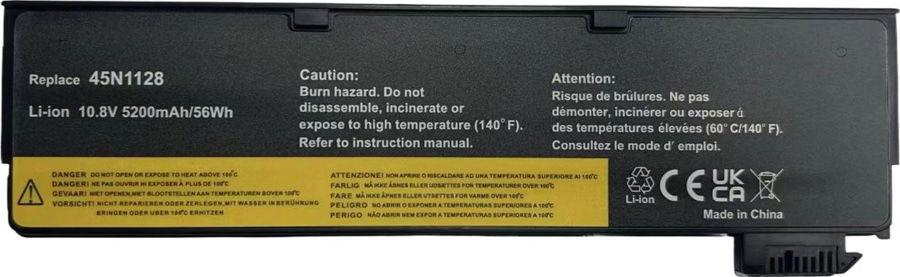 Replace 45N1128
Li-ion 10.8V 5200mAh/56Wh
Caution:
Burn hazard. Do not
disassemble, incinerate or
expose to high temperature (140°F).
Refer to instruction manual.
Attention:
Risque de brûlures. Ne pas
démonter, incinérer ou exposer á
des températures élevées (60°C/140°F).
Consultez le mode d' emploi.
DANGER DO NOT OPEN OR EXPOSE TO HEAT ABOVE 100°C
DANGER! NE PAS OUVRIR NI EXPOSER À PLUS DE 100°C
GEVAAR! NIET OPENEN, NIET BLOOTSTELLEN AAN TEMPERATUREN BOVEN 100°C
VORSICHT! NICHT REPARIEREN ODER ZERLEGEN, MIT WASSER IN BERÜHRUNG
BRINGEN ODER ÜBER 100°C ERHITZEN
ATTENZIONE! NON APRIRE O RISCALDARE AD UNA TEMPERATURA SUPERIORE AI 100°C
FARLIG MÅ IKKE ÅPNES ELLER UDSETTES FOR TEMPERATURER OVER 100°C
FARE MÅ IKKE ÅBNES ELLER UDSETTES FOR VARME OVER 100°C
PELIGRO NO ABRIR O EXPONER A TEMPERATURAS SUPERIORES A 100°C
PERIGO NÃO ABRIR NEM EXPOR A TEMPERATURAS SUPERIORES A 100°C
Li-ion
CE
UK
CA
Made in China